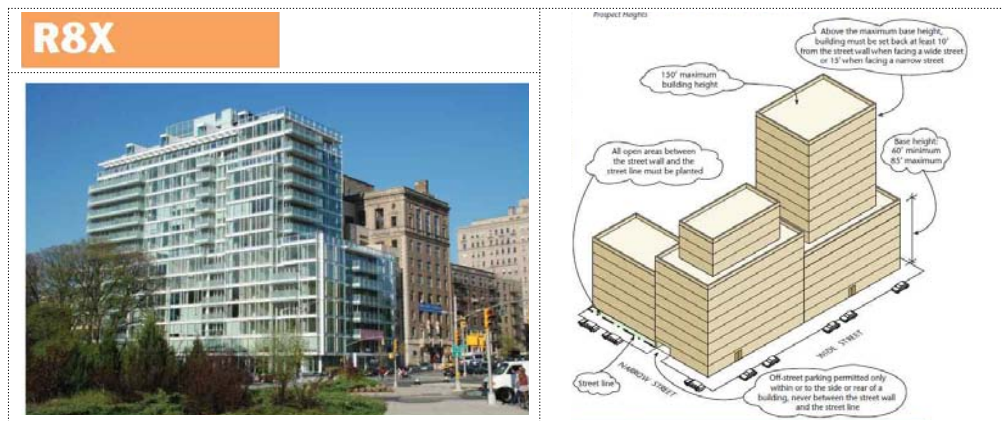 R8X
Prospect Heights
Above the maximum base height,
building must be set back at least 10'
from the street wall when facing a wide street
or 15' when facing a narrow street
150' maximum
building height
All open areas between
the street wall and the
street line must be planted
Base height:
60' minimum
85' maximum
Street line
NARROW STREET
WIDE STREET
Off-street parking permitted only
within or to the side or rear of a
building, never between the street wall
and the street line